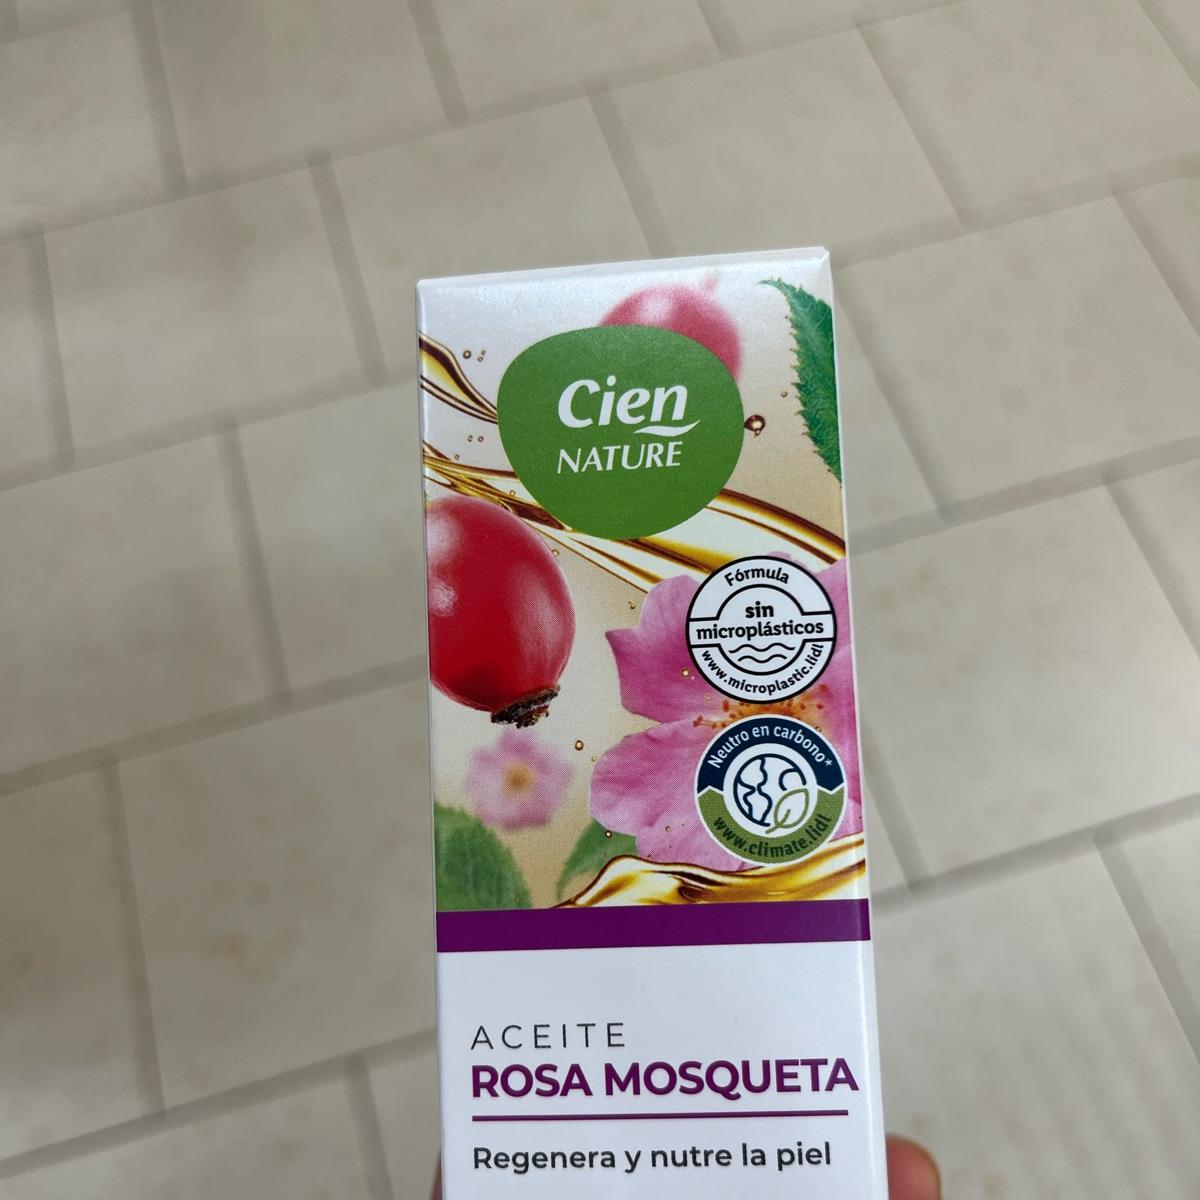 Cien
NATURE
Fórmula
sin
microplásticos
www.microplastic.lidl
Neutro en carbono*
www.climate.lidl
ACEITE
ROSA MOSQUETA
Regenera y nutre la piel